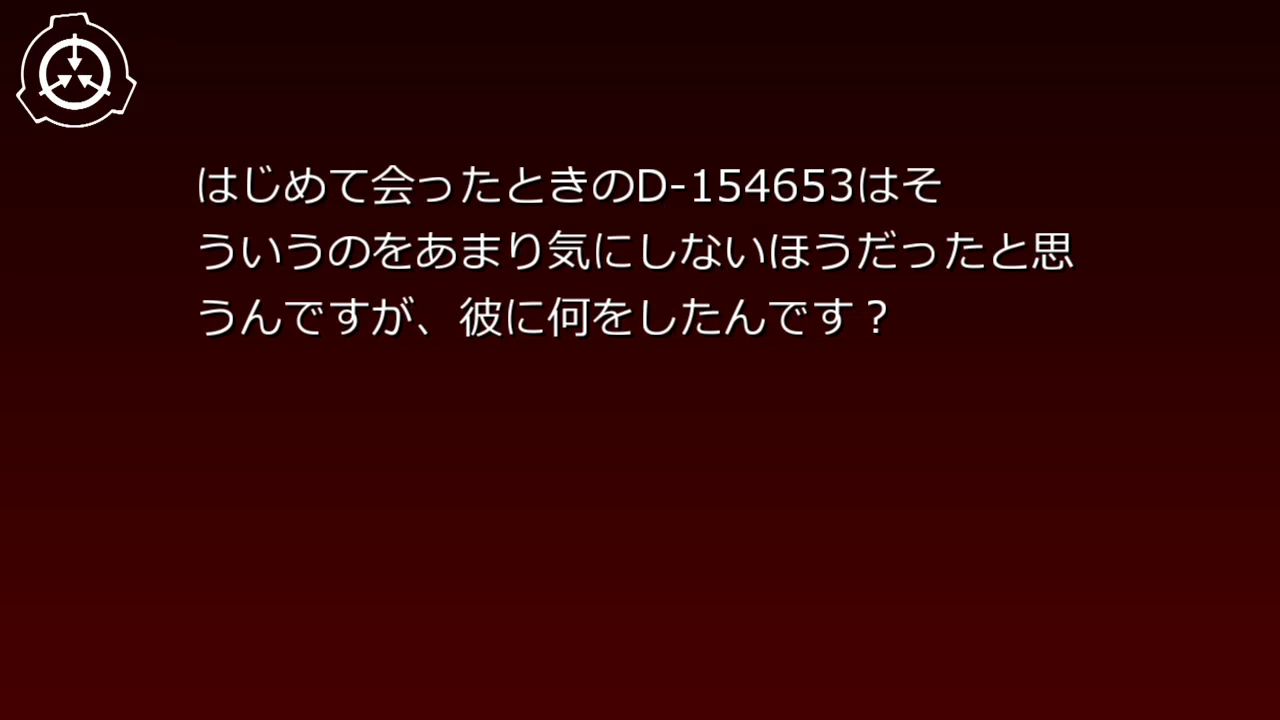 はじめて会ったときのD-154653はそ
ういうのをあまり気にしないほうだったと思
うんですが、彼に何をしたんです？